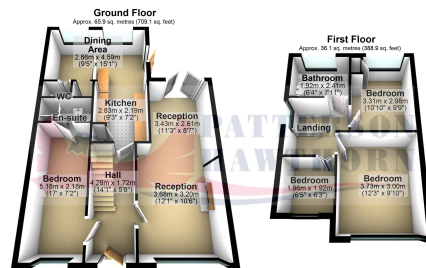 Ground Floor
Approx. 65.9 sq. metres (709.1 sq. feet)
Dining
Area
2.86m x 4.59m
(9'5" x 15'1")
WC
En-suite
Kitchen
2.83m x 2.19m
(9'3" x 7'2")
Reception
3.43m x 2.61m
(11'3" x 8'7")
Bedroom
5.18m x 2.18m
(17' x 7'2")
Hall
4.28m x 1.72m
(14'1" x 5'8")
Reception
3.68m x 3.20m
(12'1" x 10'6")
First Floor
Approx. 36.1 sq. metres (388.9 sq. feet)
Bathroom
1.92m x 2.41m
(6'4" x 7'11")
Bedroom
3.31m x 2.98m
(10'10" x 9'9")
Landing
Bedroom
1.96m x 1.92m
(6'5" x 6'3")
Bedroom
3.73m x 3.00m
(12'3" x 9'10")
PATTERSON
HAWTHORN